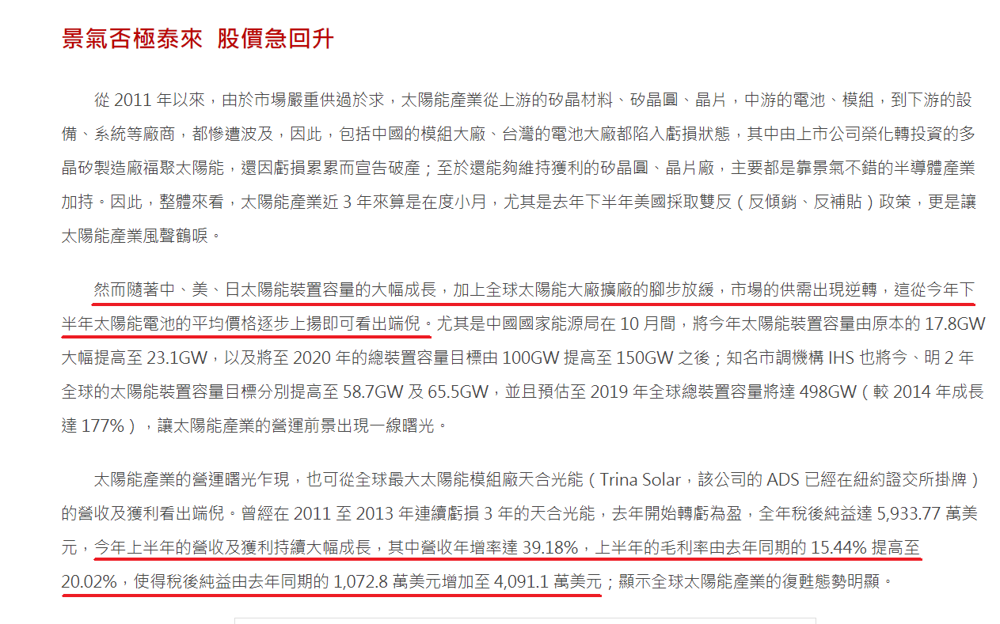 景氣否極泰來 股價急回升
從 2011 年以來，由於市場嚴重供過於求，太陽能產業從上游的矽晶材料、矽晶圓、晶片，中游的電池、模組，到下游的設
備、系統等廠商，都慘遭波及，因此，包括中國的模組大廠、台灣的電池大廠都陷入虧損狀態，其中由上市公司榮化轉投資的多
晶矽製造廠福聚太陽能，還因虧損累累而宣告破產；至於還能夠維持獲利的矽晶圓、晶片廠，主要都是靠景氣不錯的半導體產業
加持。因此，整體來看，太陽能產業近 3 年來算是在度小月，尤其是去年下半年美國採取雙反（反傾銷、反補貼）政策，更是讓
太陽能產業風聲鶴唳。
然而隨著中、美、日太陽能裝置容量的大幅成長，加上全球太陽能大廠擴廠的腳步放緩，市場的供需出現逆轉，這從今年下
半年太陽能電池的平均價格逐步上揚即可看出端倪。尤其是中國國家能源局在 10 月間，將今年太陽能裝置容量由原本的 17.8GW
大幅提高至 23.1GW，以及將至 2020 年的總裝置容量目標由 100GW 提高至 150GW 之後；知名市調機構 IHS 也將今、明 2 年
全球的太陽能裝置容量目標分別提高至 58.7GW 及 65.5GW，並且預估至 2019 年全球總裝置容量將達 498GW（較 2014 年成長
達 177%），讓太陽能產業的營運前景出現一線曙光。
太陽能產業的營運曙光乍現，也可從全球最大太陽能模組廠天合光能（Trina Solar，該公司的 ADS 已經在紐約證交所掛牌）
的營收及獲利看出端倪。曾經在 2011 至 2013 年連續虧損 3 年的天合光能，去年開始轉虧為盈，全年稅後純益達 5,933.77 萬美
元，今年上半年的營收及獲利持續大幅成長，其中營收年增率達 39.18%，上半年的毛利率由去年同期的 15.44% 提高至
20.02%，使得稅後純益由去年同期的 1,072.8 萬美元增加至 4,091.1 萬美元；顯示全球太陽能產業的復甦態勢明顯。